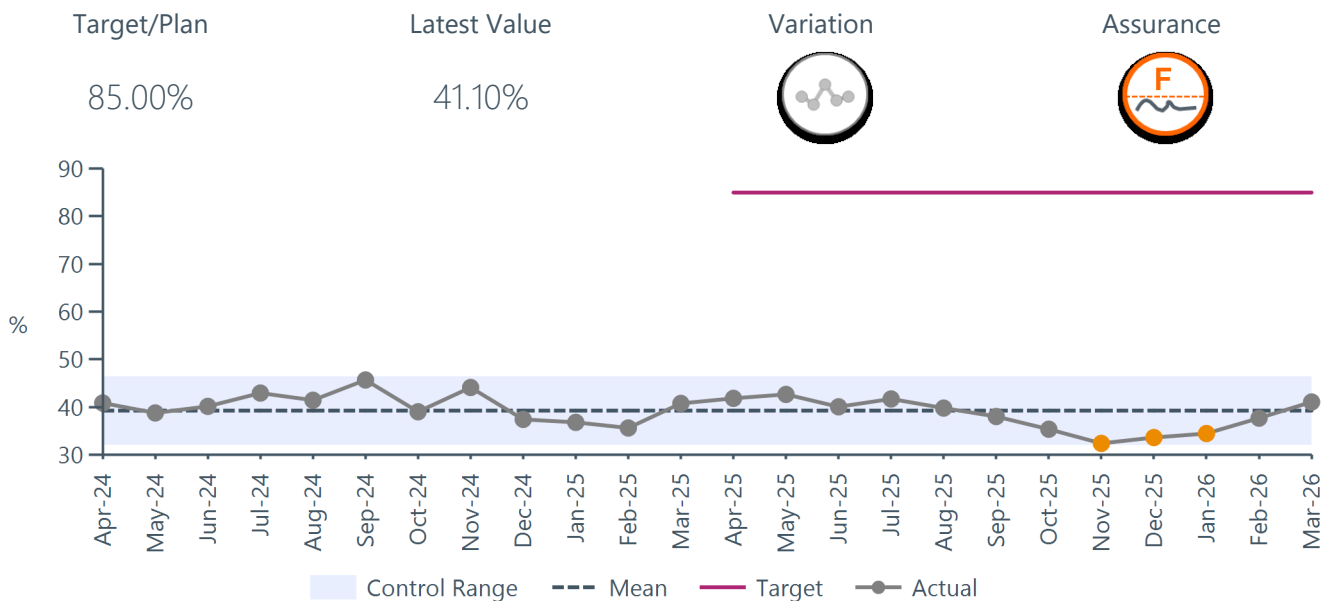 Target/Plan Latest Value Variation Assurance
85.00% 41.10%
F
90
80
70
60
50
40
30
%
Apr-24 May-24 Jun-24 Jul-24 Aug-24 Sep-24 Oct-24 Nov-24 Dec-24 Jan-25 Feb-25 Mar-25 Apr-25 May-25 Jun-25 Jul-25 Aug-25 Sep-25 Oct-25 Nov-25 Dec-25 Jan-26 Feb-26 Mar-26
Control Range Mean Target Actual